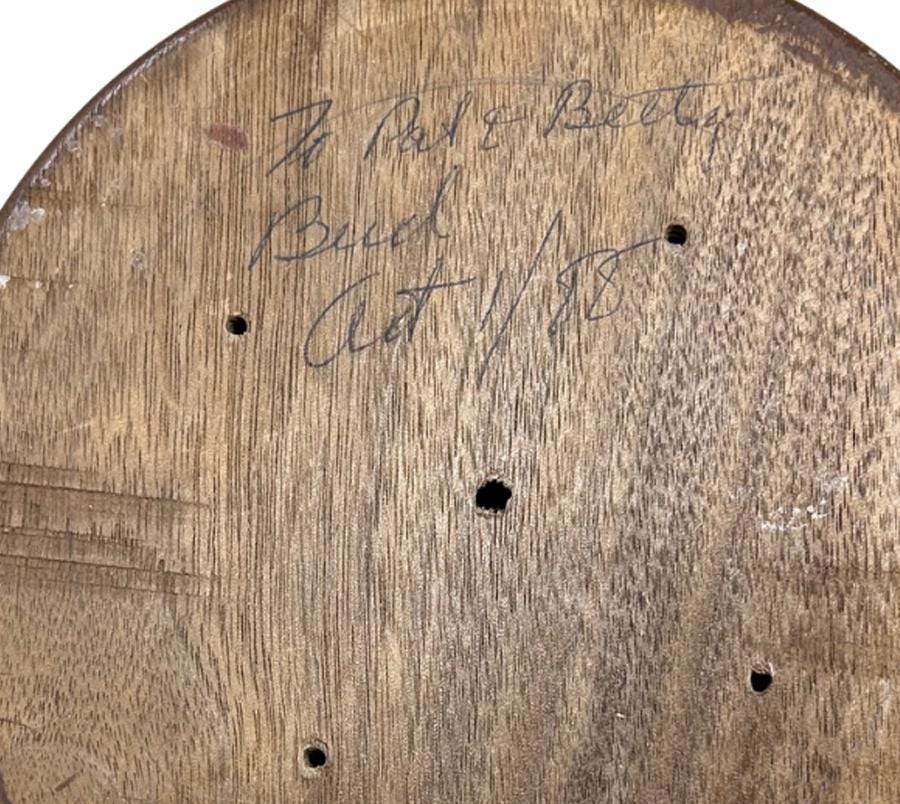 To Pat & Betty
Bud
Oct 1/88